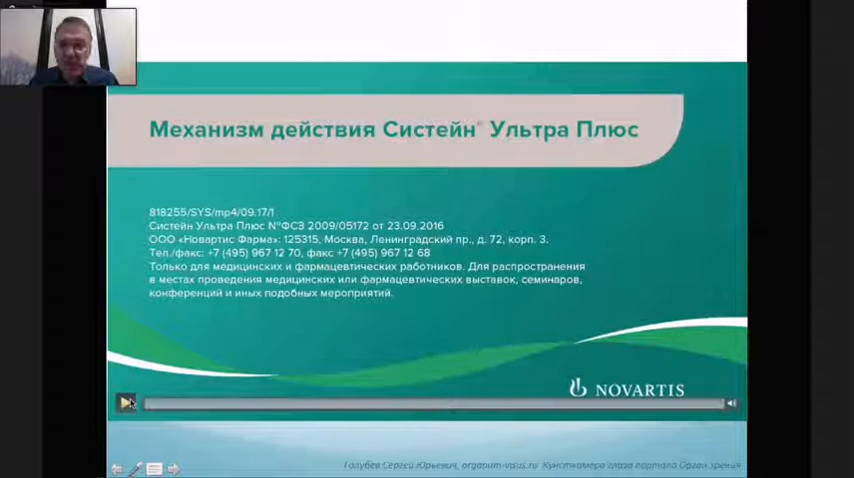 Механизм действия Систейн® Ультра Плюс
818255/SYS/mp4/09.17/1
Систейн Ультра Плюс №ФСЗ 2009/05172 от 23.09.2016
ООО «Новартис Фарма»: 125315, Москва, Ленинградский пр., д. 72, корп. 3.
Тел./факс: +7 (495) 967 12 70, факс +7 (495) 967 12 68
Только для медицинских и фармацевтических работников. Для распространения
в местах проведения медицинских или фармацевтических выставок, семинаров,
конференций и иных подобных мероприятий.
NOVARTIS
Голубев Сергей Юрьевич, organum-visus.ru Кунсткамера глаза портала Орган зрения